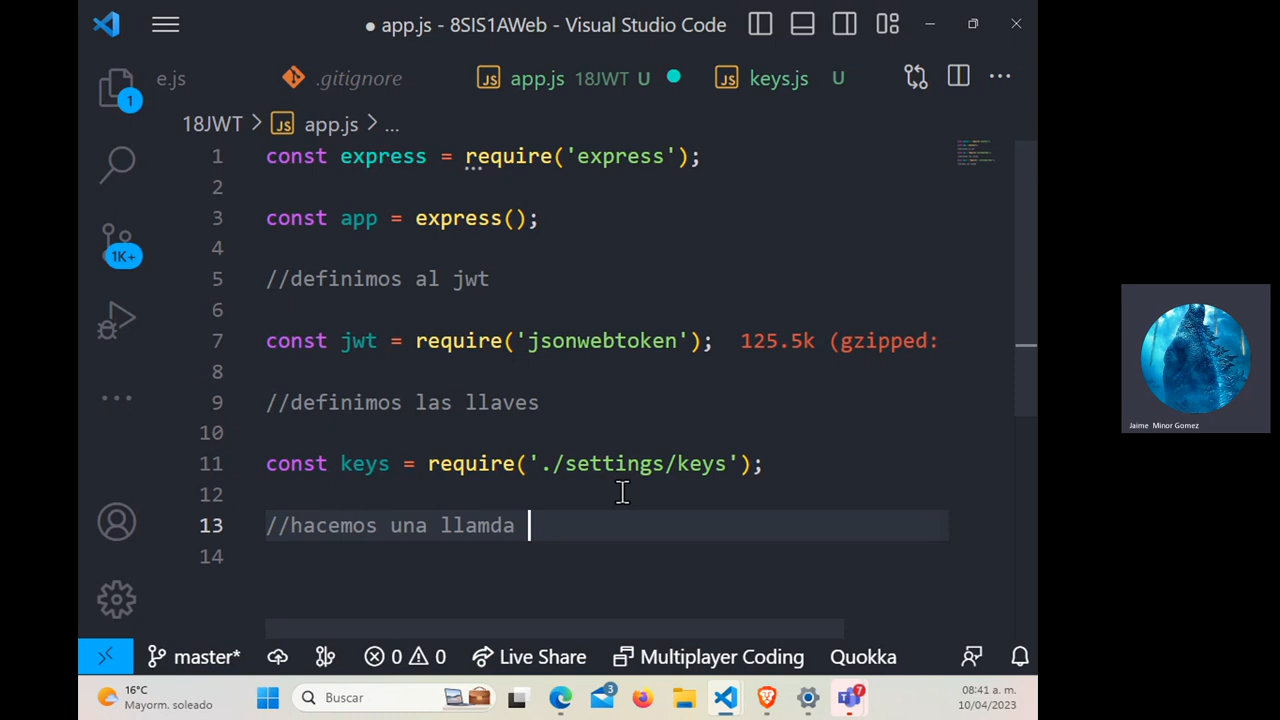 app.js - 8SIS1AWeb - Visual Studio Code
e.js
.gitignore
JS app.js 18JWT U
JS keys.js U
1
18JWT > JS app.js > ...
1 const express = require('express');
2
3 const app = express();
4
1K+
5 //definimos al jwt
6
7 const jwt = require('jsonwebtoken'); 125.5k (gzipped:
8
9 //definimos las llaves
10
11 const keys = require('./settings/keys');
12
13 //hacemos una llamda
14
Jaime Minor Gomez
master* 0 0 Live Share Multiplayer Coding Quokka
16°C
Mayorm. soleado
Buscar
3
7
08:41 a. m.
10/04/2023